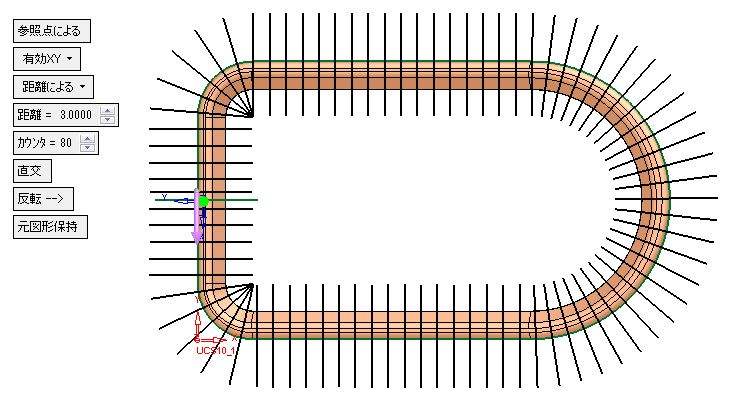 参照点による
有効XY
距離による
距離 = 3.0000
カウンタ = 80
直交
反転 -->
元図形保持
Y
Y
X
UCS10_1